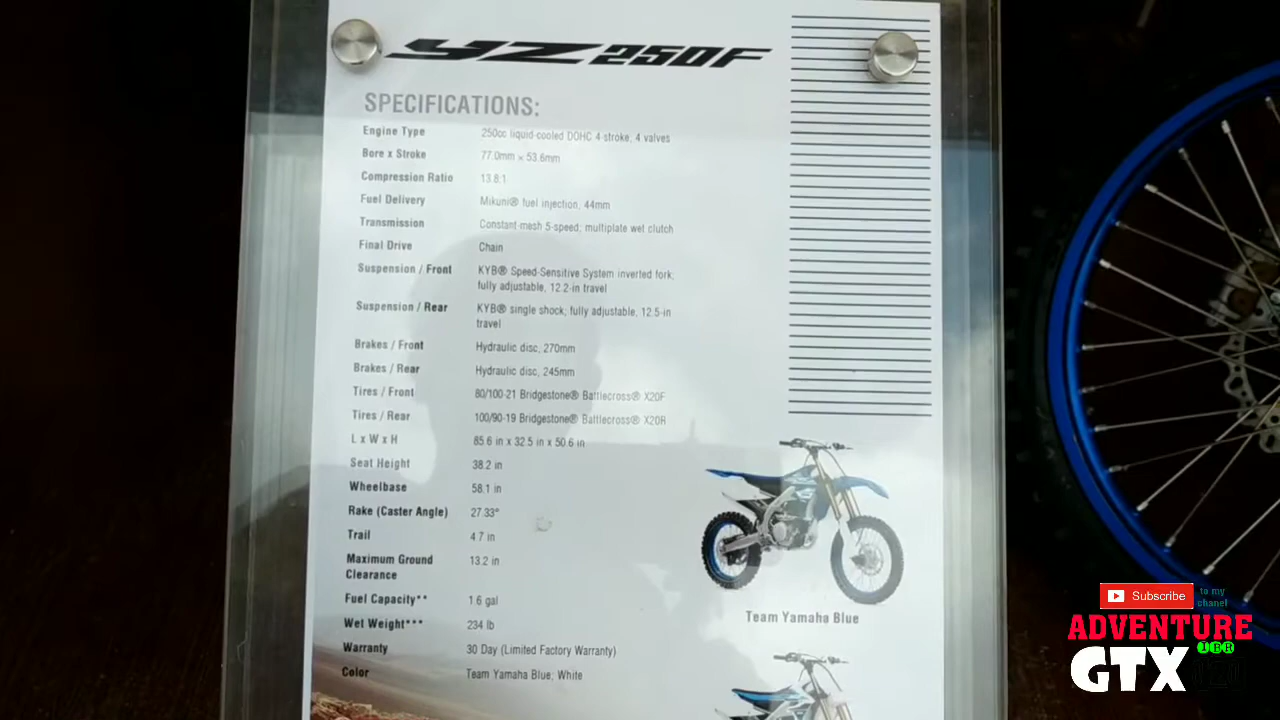 YZ250F
SPECIFICATIONS:
Engine Type 250cc liquid-cooled DOHC 4 stroke; 4 valves
Bore x Stroke 77.0mm × 53.6mm
Compression Ratio 13.8:1
Fuel Delivery Mikuni® fuel injection, 44mm
Transmission Constant-mesh 5-speed; multiplate wet clutch
Final Drive Chain
Suspension / Front KYB® Speed-Sensitive System inverted fork;
fully adjustable, 12.2-in travel
Suspension / Rear KYB® single shock; fully adjustable, 12.5-in
travel
Brakes / Front Hydraulic disc, 270mm
Brakes / Rear Hydraulic disc, 245mm
Tires / Front 80/100-21 Bridgestone® Battlecross® X20F
Tires / Rear 100/90-19 Bridgestone® Battlecross® X20R
L x W x H 85.6 in x 32.5 in x 50.6 in
Seat Height 38.2 in
Wheelbase 58.1 in
Rake (Caster Angle) 27.33°
Trail 4.7 in
Maximum Ground
Clearance 13.2 in
Fuel Capacity** 1.6 gal
Wet Weight*** 234 lb
Warranty 30 Day (Limited Factory Warranty)
Color Team Yamaha Blue; White
Team Yamaha Blue
Subscribe to my
chanel
ADVENTURE
GTX